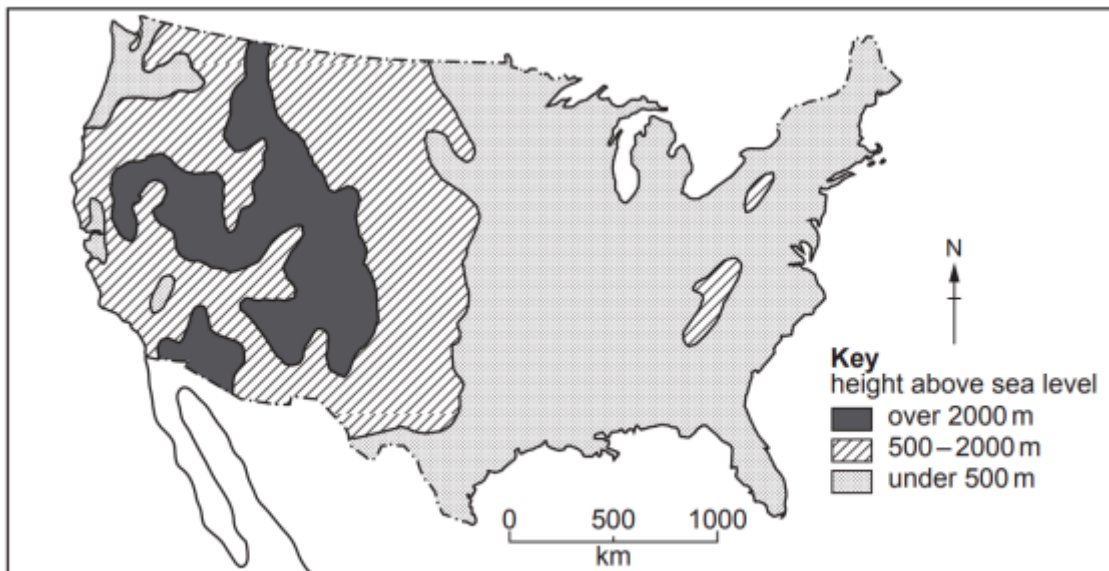 N
Key
height above sea level
over 2000 m
500 – 2000 m
under 500 m
0 500 1000
km